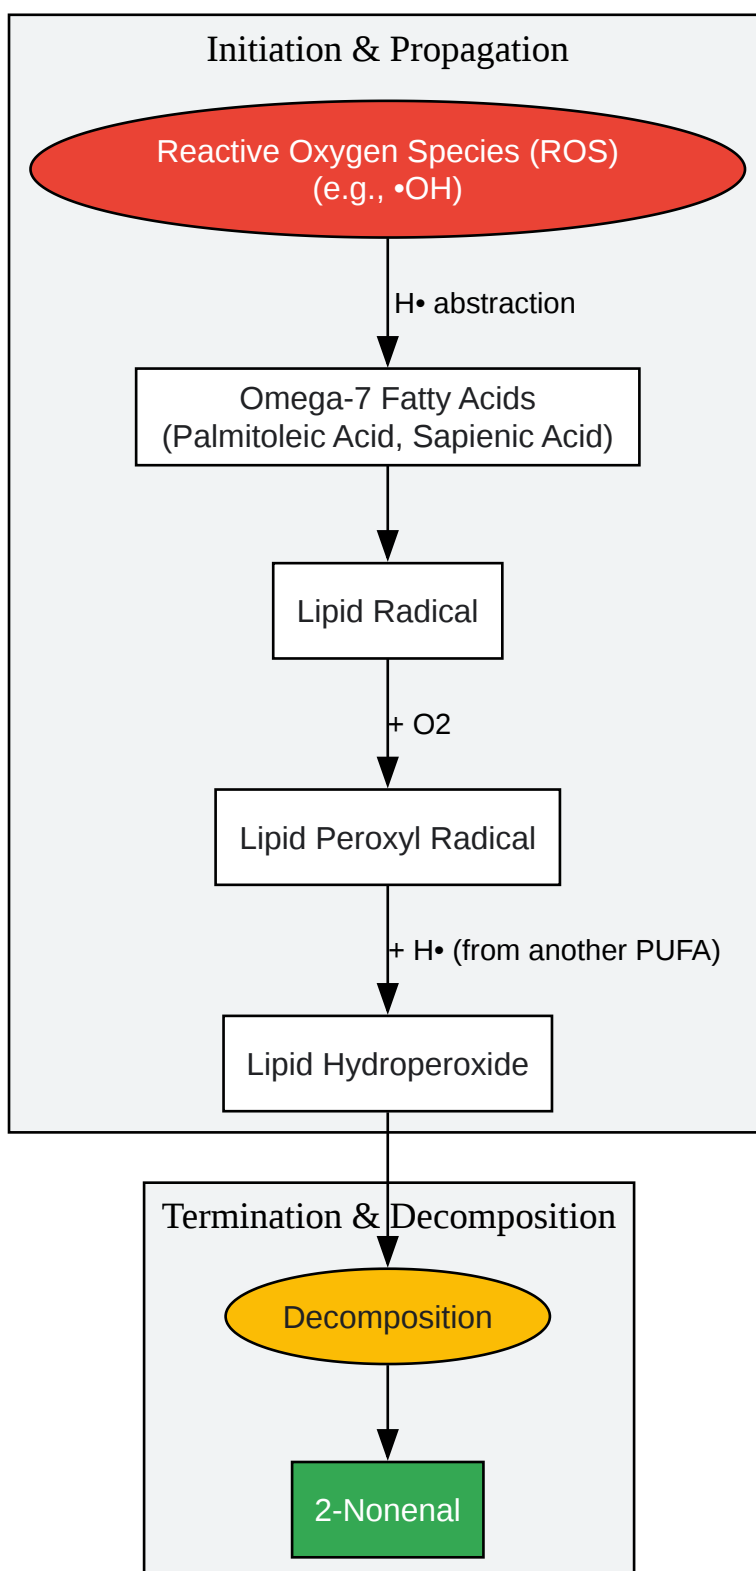 Initiation & Propagation
Reactive Oxygen Species (ROS)
(e.g., •OH)
H• abstraction
Omega-7 Fatty Acids
(Palmitoleic Acid, Sapienic Acid)
Lipid Radical
+ O2
Lipid Peroxyl Radical
+ H• (from another PUFA)
Lipid Hydroperoxide
Termination & Decomposition
Decomposition
2-Nonenal